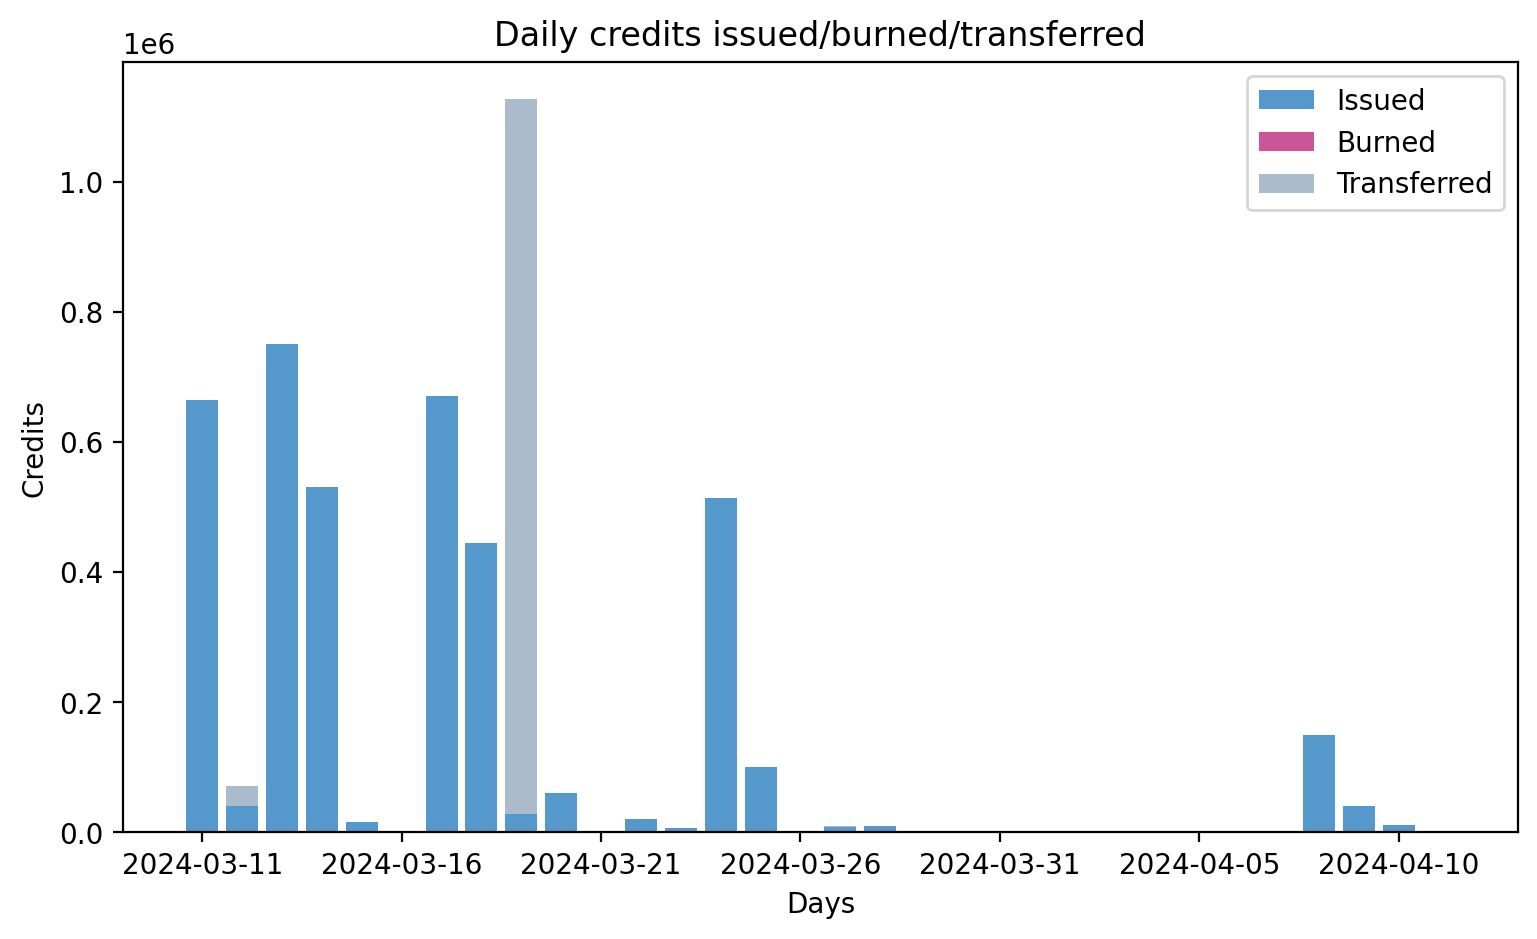 Daily credits issued/burned/transferred
1e6
Issued
Burned
Transferred
1.0
0.8
0.6
0.4
0.2
0.0
Credits
2024-03-11 2024-03-16 2024-03-21 2024-03-26 2024-03-31 2024-04-05 2024-04-10
Days